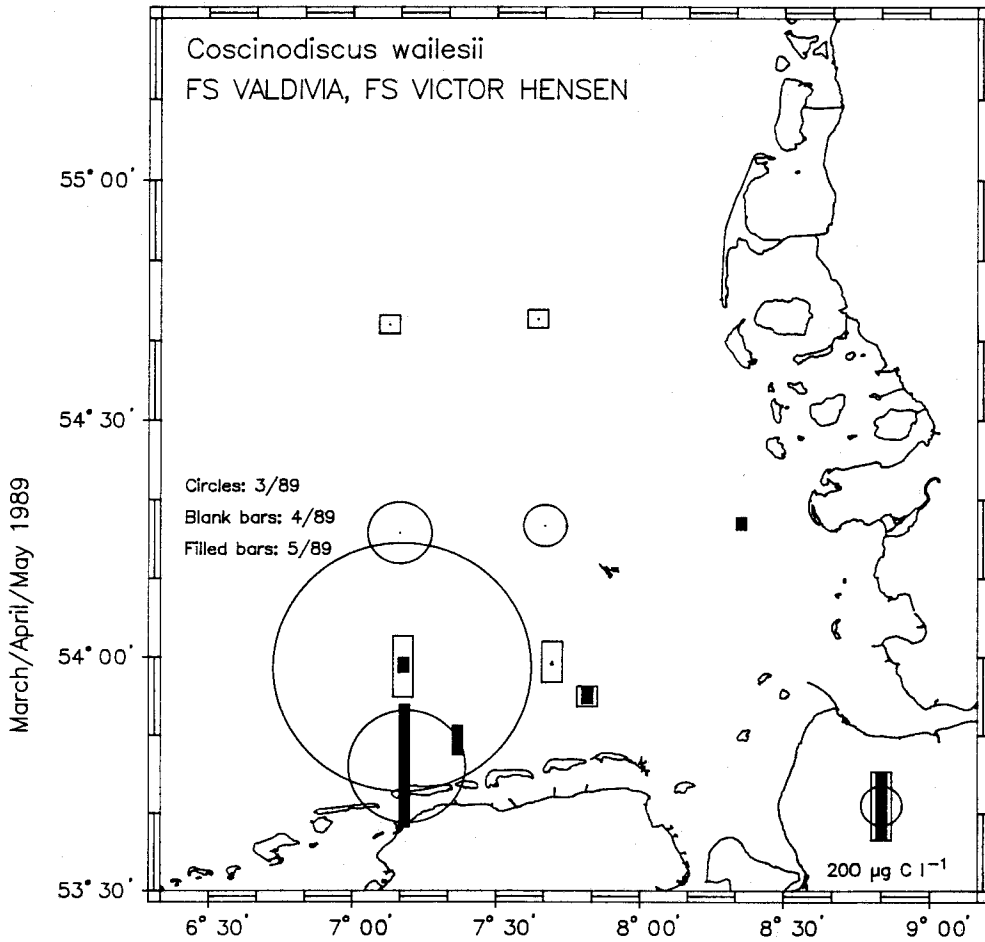 Coscinodiscus wailesii
FS VALDIVIA, FS VICTOR HENSEN
55° 00'
54° 30'
Circles: 3/89
Blank bars: 4/89
Filled bars: 5/89
March/April/May 1989
54° 00'
200 µg C l⁻¹
53° 30'
6° 30' 7° 00' 7° 30' 8° 00' 8° 30' 9° 00'